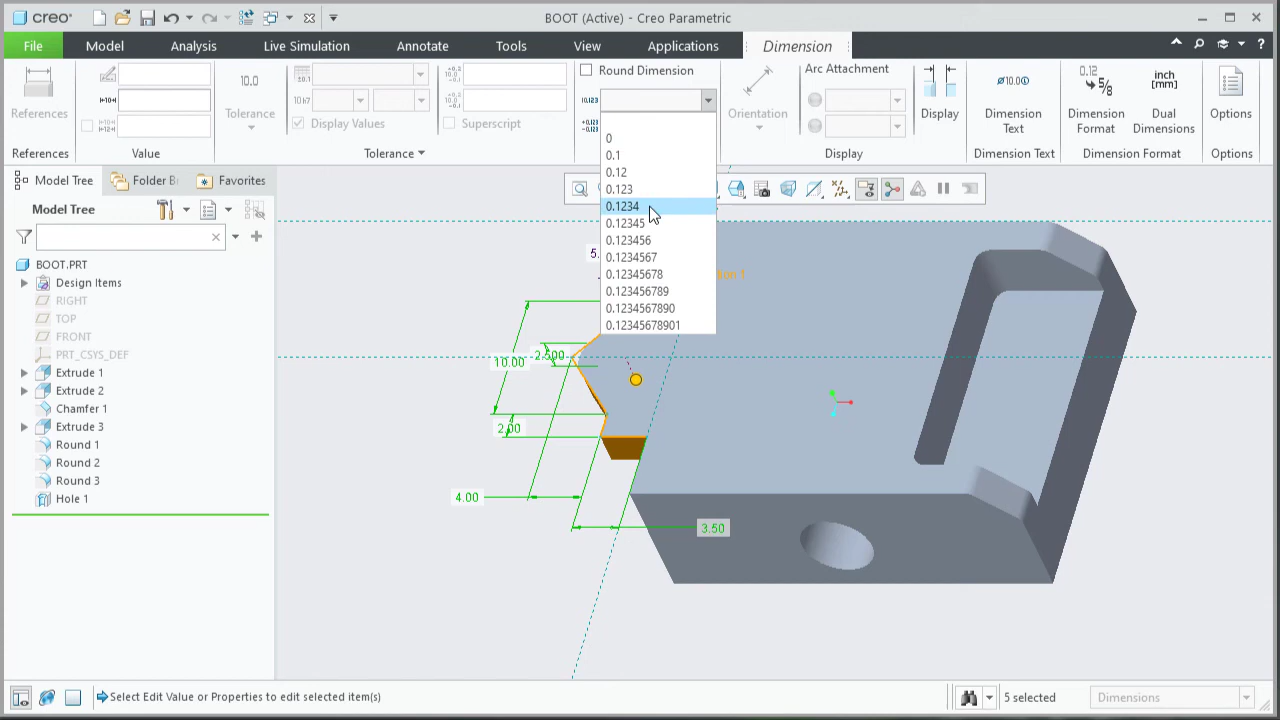 creo BOOT (Active) - Creo Parametric
File Model Analysis Live Simulation Annotate Tools View Applications Dimension
References
References
Value
10.0
Tolerance
Display Values
Superscript
Tolerance
Round Dimension
0
0.1
0.12
0.123
0.1234
0.12345
0.123456
0.1234567
0.12345678
0.123456789
0.1234567890
0.12345678901
Orientation
Arc Attachment
Display
Display
Dimension Text
Dimension Text
Dimension Format
inch [mm]
Dual Dimensions
Dimension Format
Options
Options
Model Tree
Favorites
Model Tree
BOOT.PRT
Design Items
RIGHT
TOP
FRONT
PRT_CSYS_DEF
Extrude 1
Extrude 2
Chamfer 1
Extrude 3
Round 1
Round 2
Round 3
Hole 1
10.00
2.500
2.00
4.00
3.50
Select Edit Value or Properties to edit selected item(s)
5 selected
Dimensions